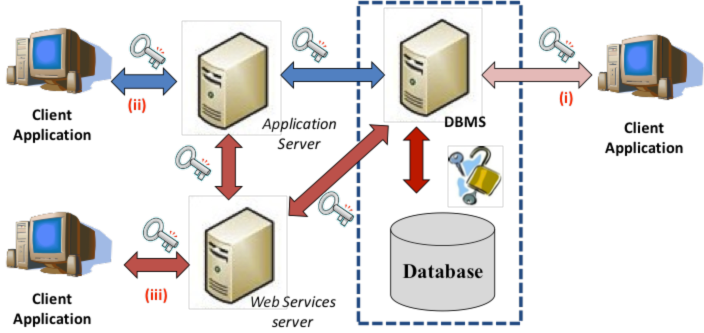 (ii)
(i)
Client
Application
Application
Server
DBMS
Client
Application
Database
(iii)
Client
Application
Web Services
server